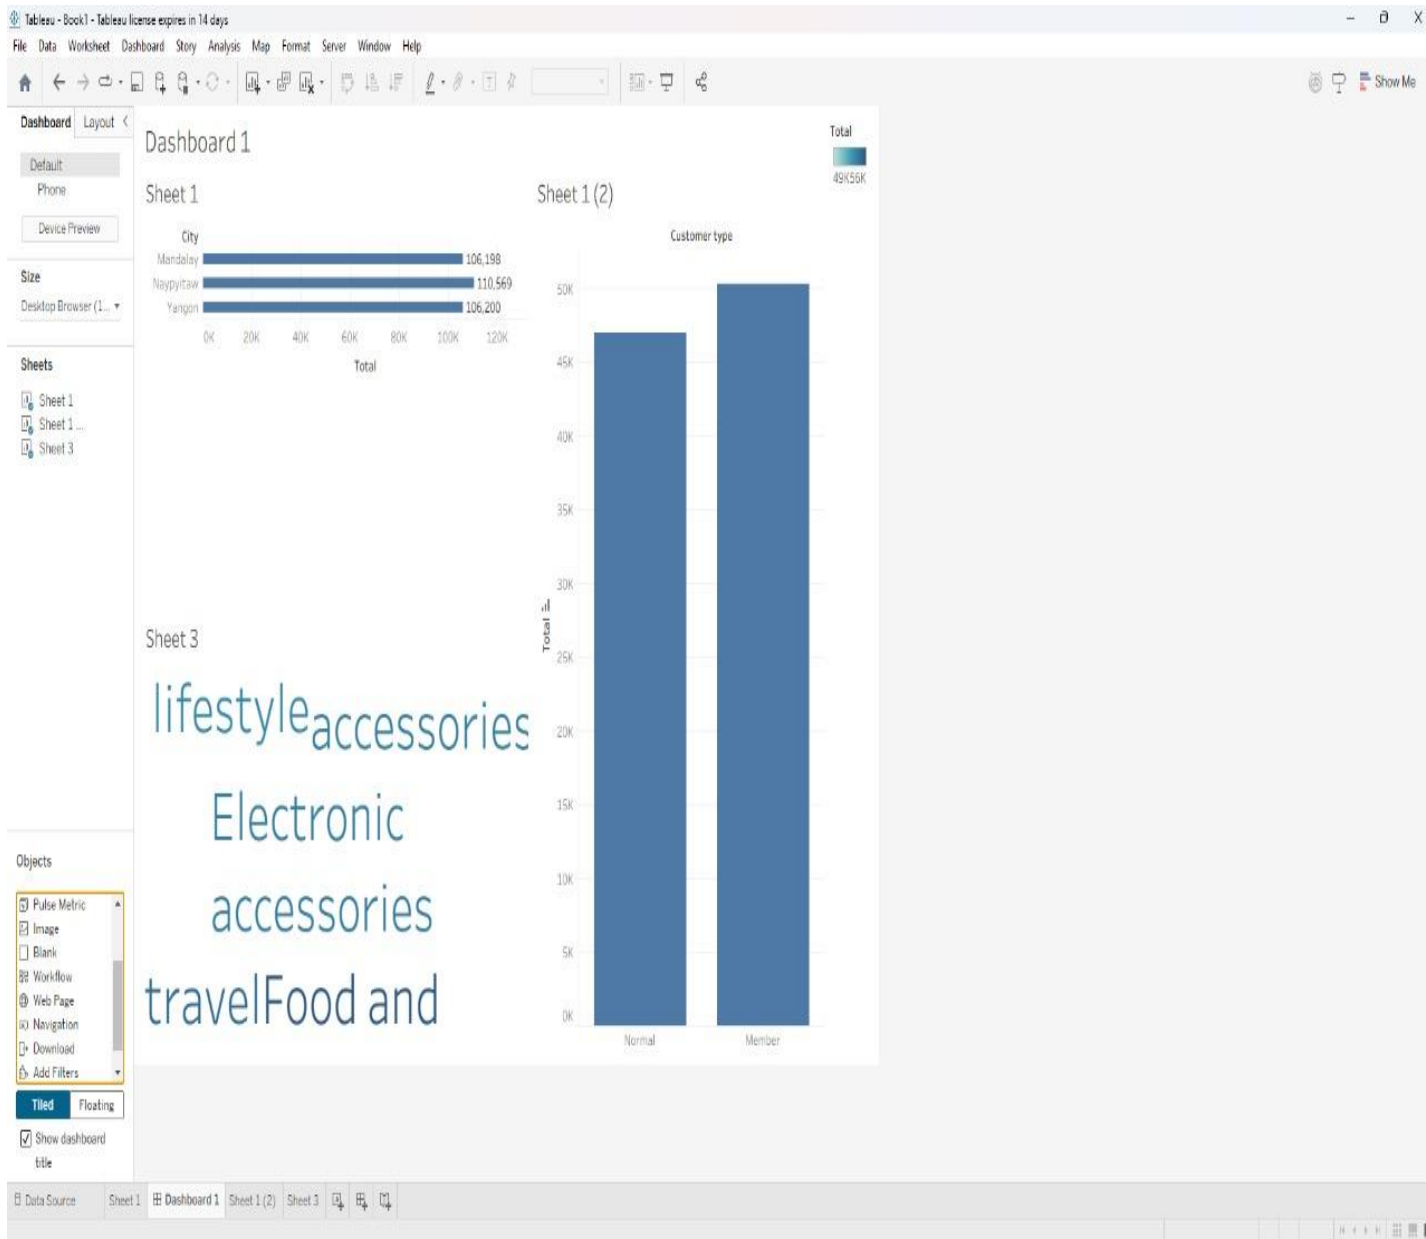 Tableau - Book1 - Tableau license expires in 14 days
File Data Worksheet Dashboard Story Analysis Map Format Server Window Help
Show Me
Dashboard Layout
Default
Phone
Device Preview
Size
Desktop Browser (1...
Sheets
Sheet 1
Sheet 1 ...
Sheet 3
Objects
Pulse Metric
Image
Blank
Workflow
Web Page
Navigation
Download
Add Filters
Tiled Floating
Show dashboard
title
Dashboard 1
Sheet 1
City
Mandalay 106,198
Naypyitaw 110,569
Yangon 106,200
0K 20K 40K 60K 80K 100K 120K
Total
Sheet 3
lifestyle accessories
Electronic
accessories
travel Food and
Sheet 1 (2)
Customer type
50K
45K
40K
35K
30K
25K
20K
15K
10K
5K
0K
Total
Normal Member
Total
49K56K
Data Source Sheet 1 Dashboard 1 Sheet 1 (2) Sheet 3